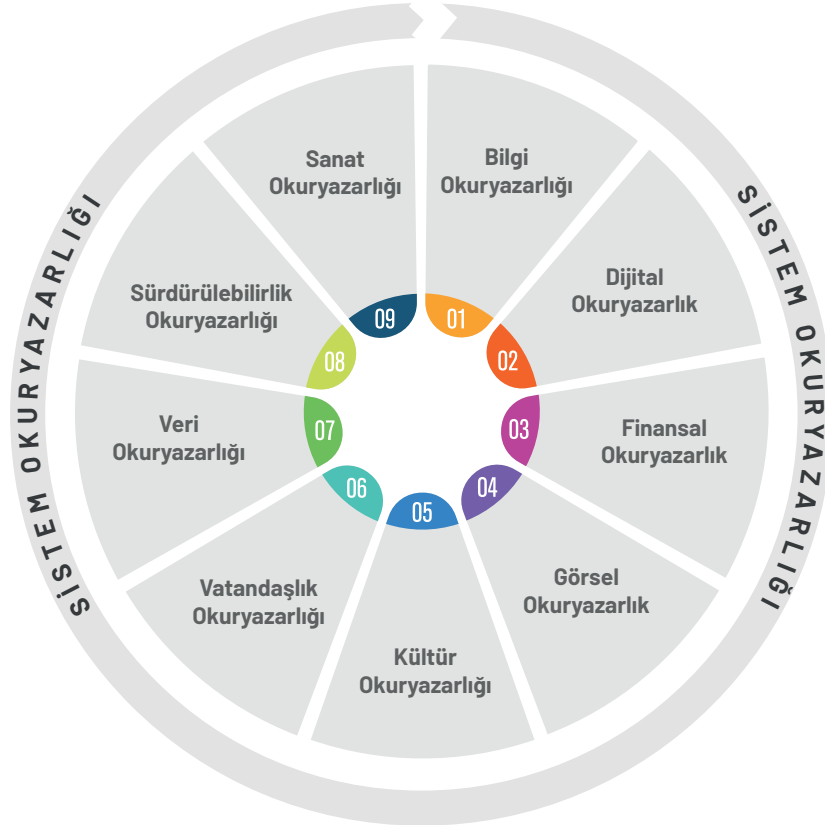 SİSTEM OKURYAZARLIĞI
SİSTEM OKURYAZARLIĞI
Bilgi
Okuryazarlığı
01
Dijital
Okuryazarlık
02
Finansal
Okuryazarlık
03
Görsel
Okuryazarlık
04
Kültür
Okuryazarlığı
05
Vatandaşlık
Okuryazarlığı
06
Veri
Okuryazarlığı
07
Sürdürülebilirlik
Okuryazarlığı
08
Sanat
Okuryazarlığı
09